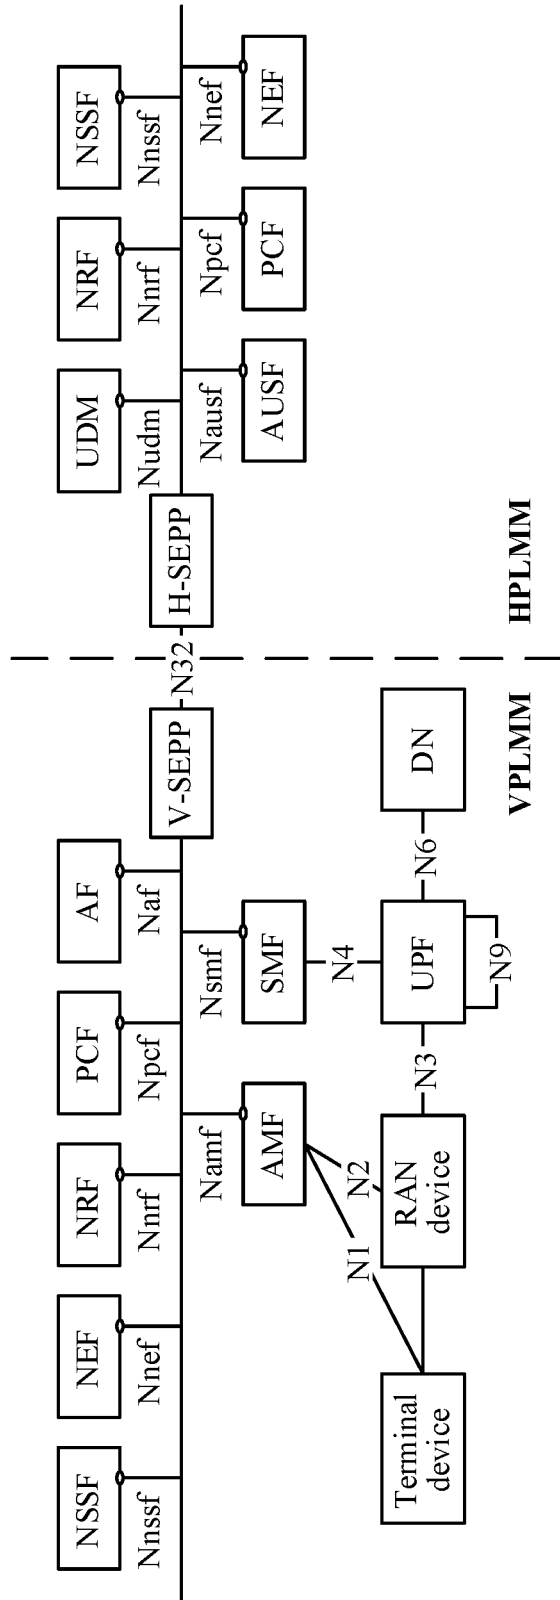 NSSF
NEF
NRF
PCF
AF
UDM
NRF
NSSF
Nnssf
Nnef
Nnrf
Npcf
Naf
Nudm
Nnrf
Nnssf
V-SEPP
N32
H-SEPP
Namf
Nsmf
Nausf
Npcf
Nnef
AMF
SMF
AUSF
PCF
NEF
N1
N2
N4
Terminal
device
RAN
device
N3
UPF
N6
DN
N9
VPLMM
HPLMM